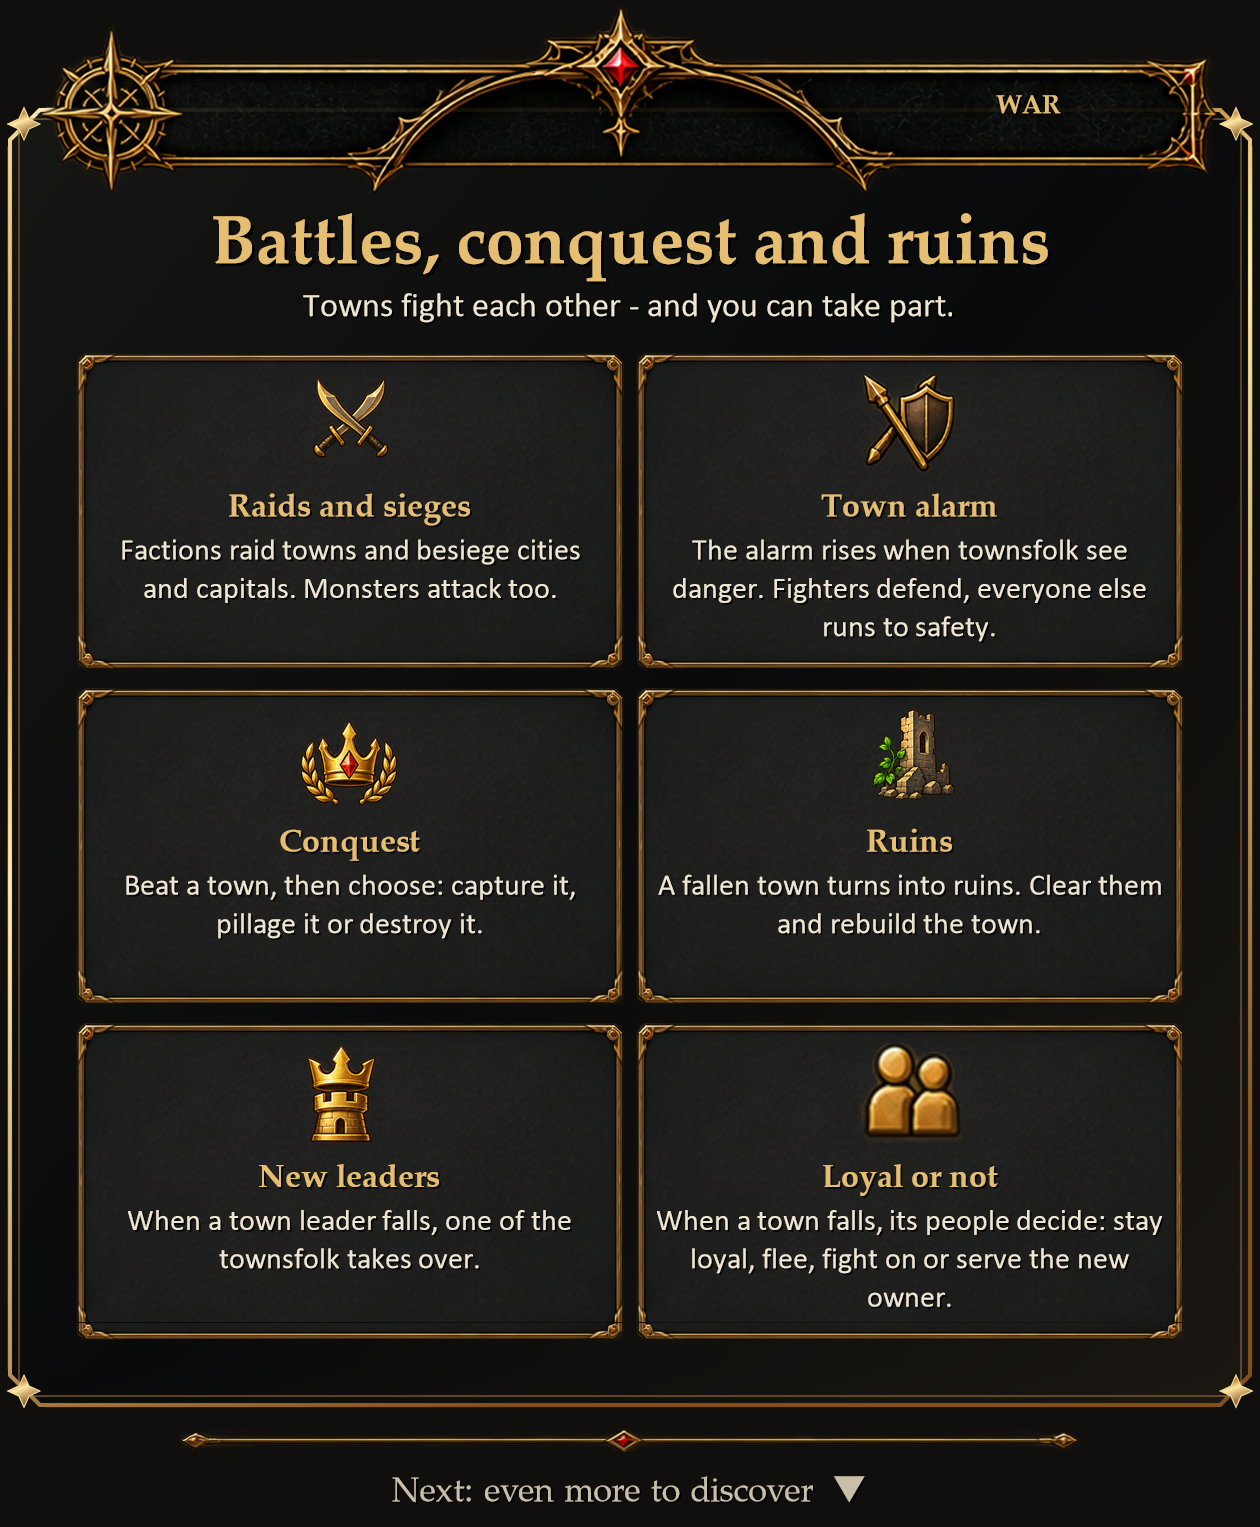 WAR
Battles, conquest and ruins
Towns fight each other - and you can take part.
Raids and sieges
Factions raid towns and besiege cities
and capitals. Monsters attack too.
Town alarm
The alarm rises when townsfolk see
danger. Fighters defend, everyone else
runs to safety.
Conquest
Beat a town, then choose: capture it,
pillage it or destroy it.
Ruins
A fallen town turns into ruins. Clear them
and rebuild the town.
New leaders
When a town leader falls, one of the
townsfolk takes over.
Loyal or not
When a town falls, its people decide: stay
loyal, flee, fight on or serve the new
owner.
Next: even more to discover ▼